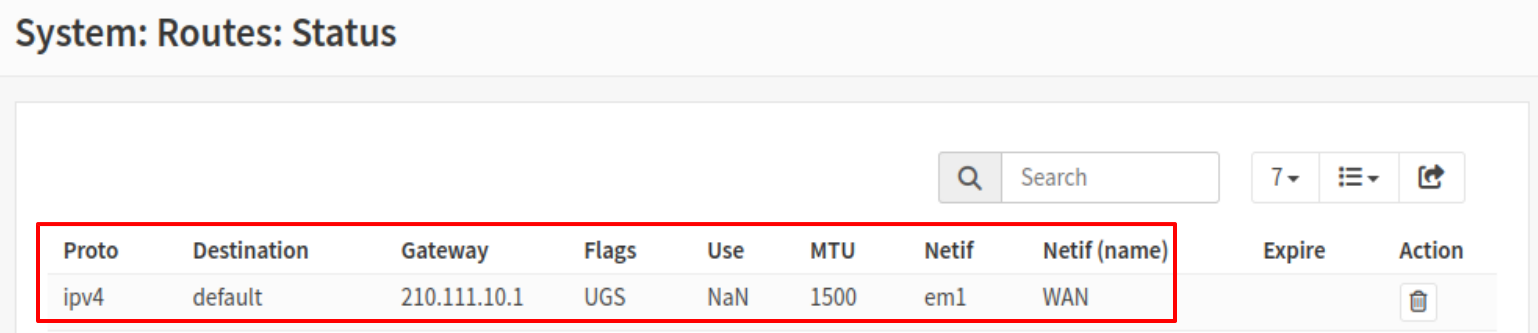 System: Routes: Status
Search 7
Proto Destination Gateway Flags Use MTU Netif Netif (name) Expire Action
ipv4 default 210.111.10.1 UGS NaN 1500 em1 WAN